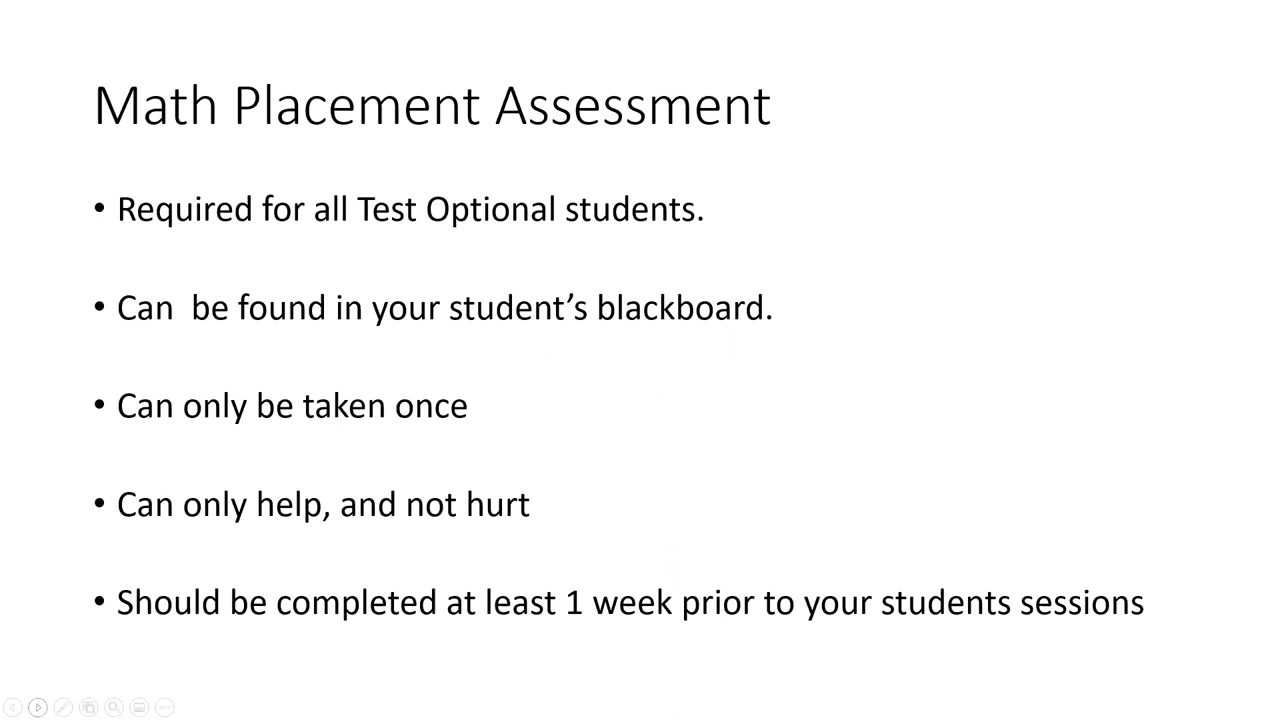 Math Placement Assessment
• Required for all Test Optional students.
• Can  be found in your student’s blackboard.
• Can only be taken once
• Can only help, and not hurt
• Should be completed at least 1 week prior to your students sessions